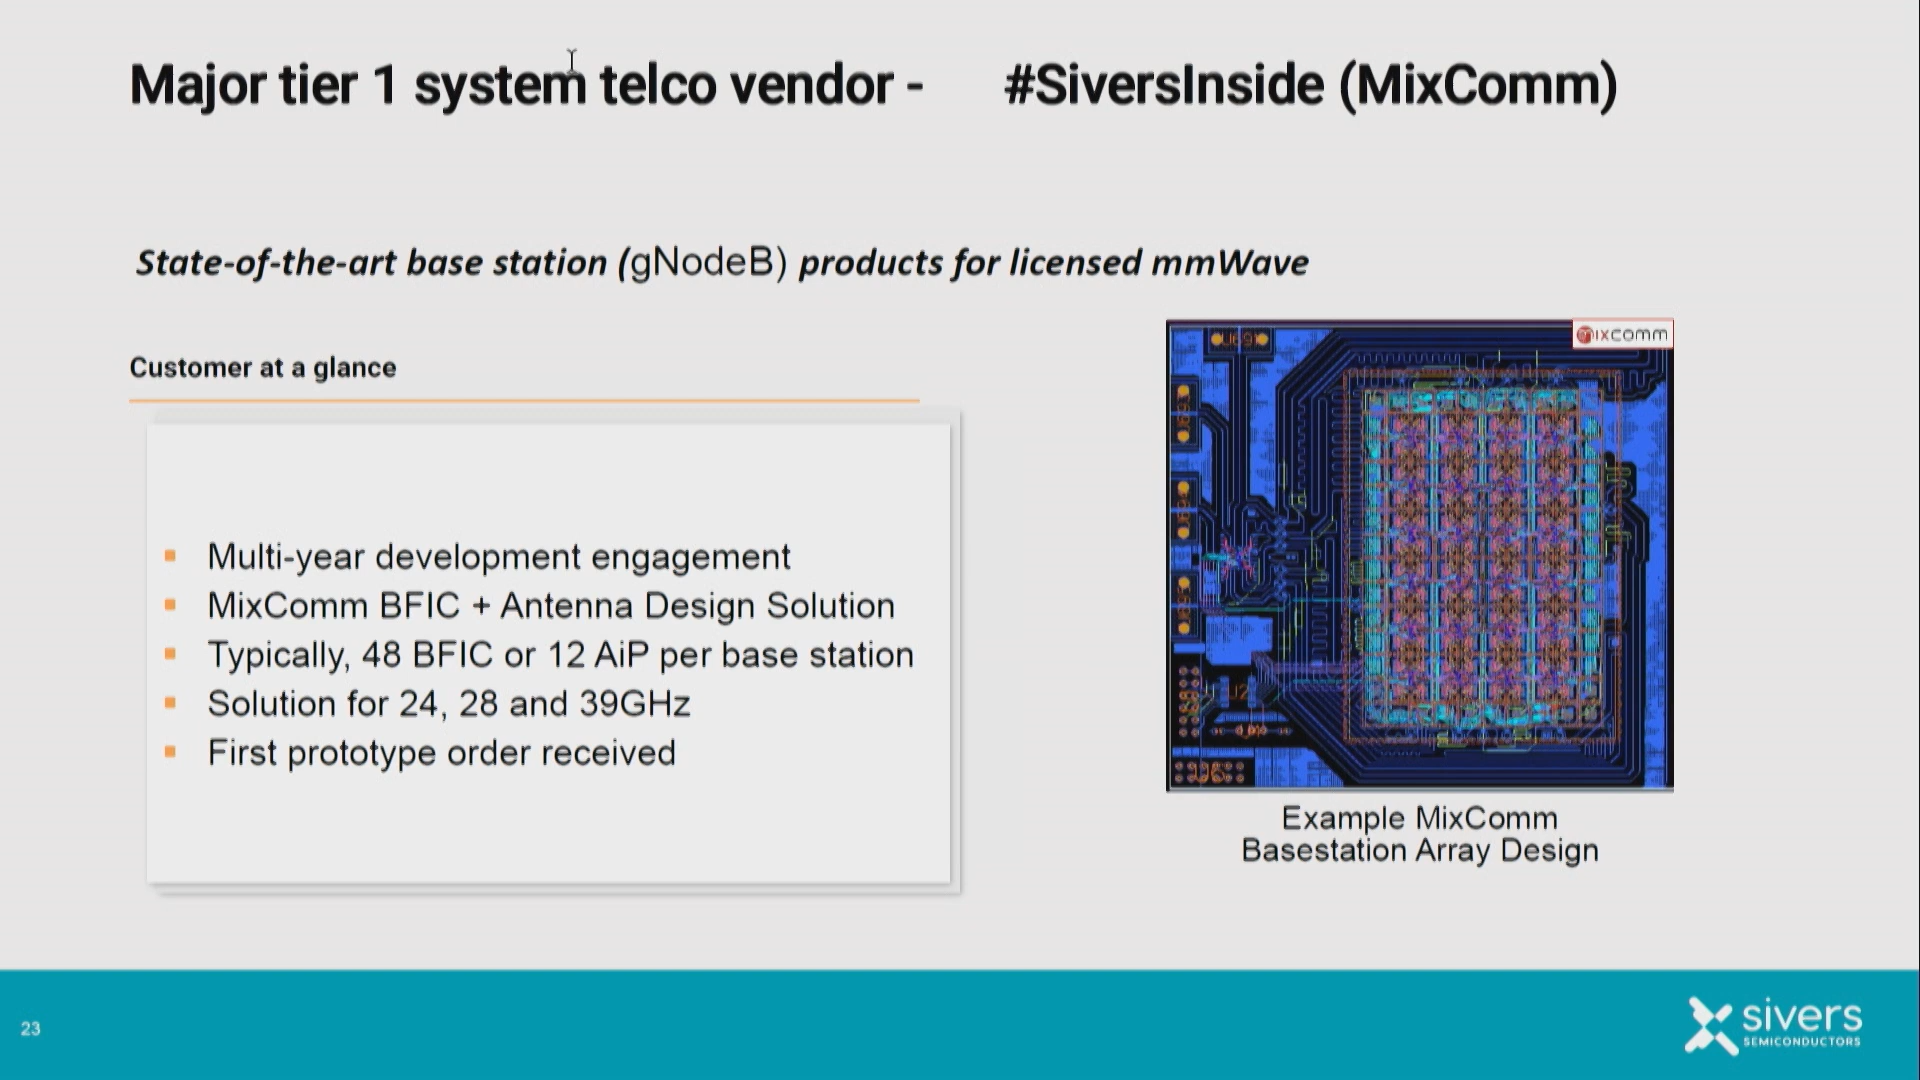 Major tier 1 system telco vendor - #SiversInside (MixComm)
State-of-the-art base station (gNodeB) products for licensed mmWave
Customer at a glance
Multi-year development engagement
MixComm BFIC + Antenna Design Solution
Typically, 48 BFIC or 12 AiP per base station
Solution for 24, 28 and 39GHz
First prototype order received
mixcomm
Example MixComm
Basestation Array Design
23
sivers
SEMICONDUCTORS